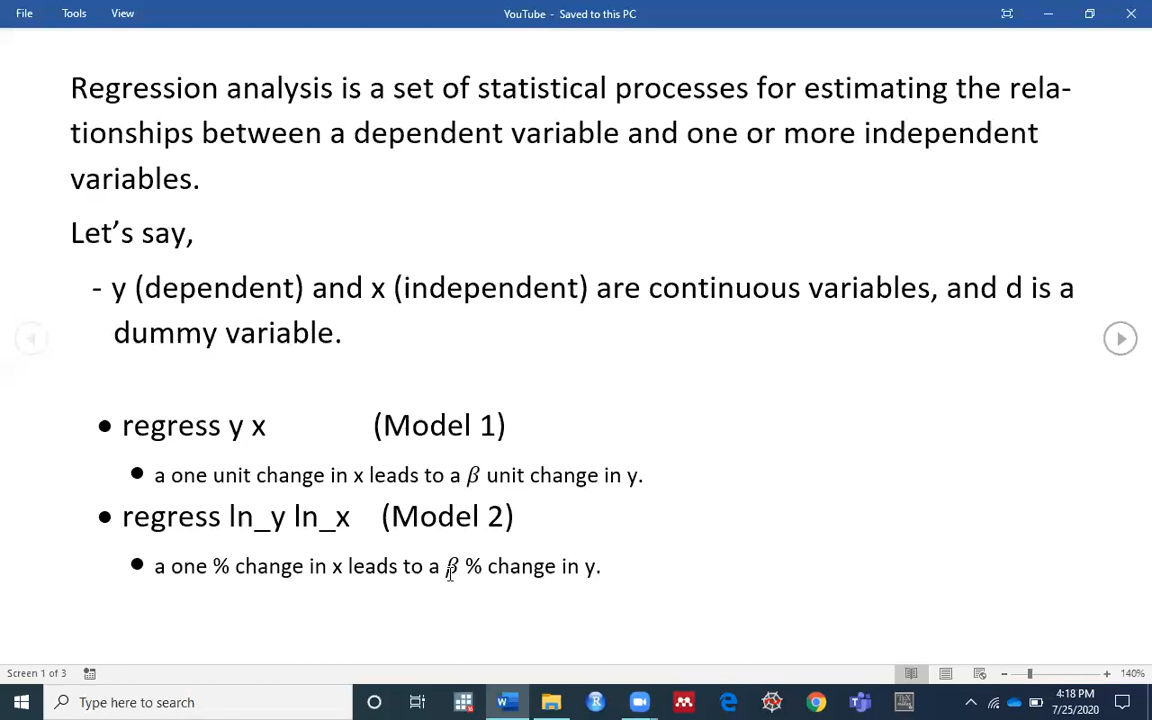 File Tools View YouTube - Saved to this PC
Regression analysis is a set of statistical processes for estimating the rela-
tionships between a dependent variable and one or more independent
variables.
Let's say,
- y (dependent) and x (independent) are continuous variables, and d is a
dummy variable.
• regress y x (Model 1)
• a one unit change in x leads to a β unit change in y.
• regress ln_y ln_x (Model 2)
• a one % change in x leads to a β % change in y.
Screen 1 of 3 140%
Type here to search 4:18 PM
7/25/2020